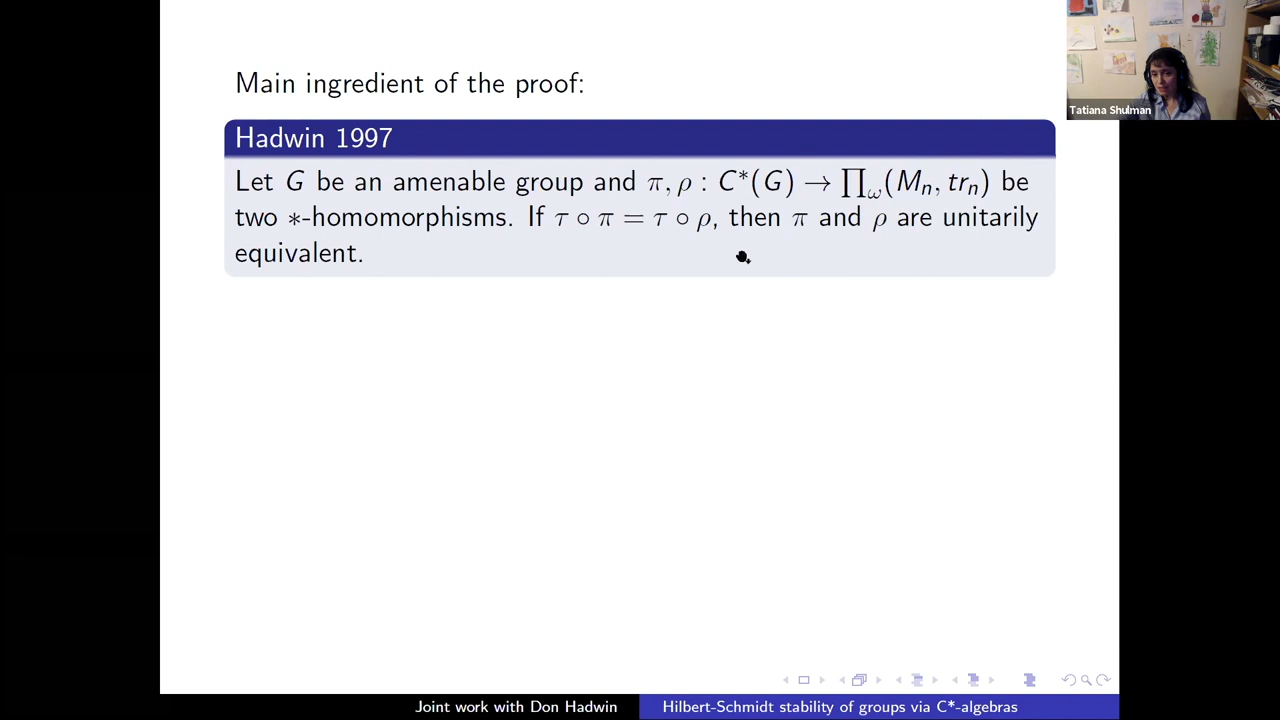 Main ingredient of the proof:
Hadwin 1997
Let G be an amenable group and π, ρ : C*(G) → ∏_ω(M_n, tr_n) be
two ∗-homomorphisms. If τ ∘ π = τ ∘ ρ, then π and ρ are unitarily
equivalent.
Tatiana Shulman
Joint work with Don Hadwin
Hilbert-Schmidt stability of groups via C*-algebras